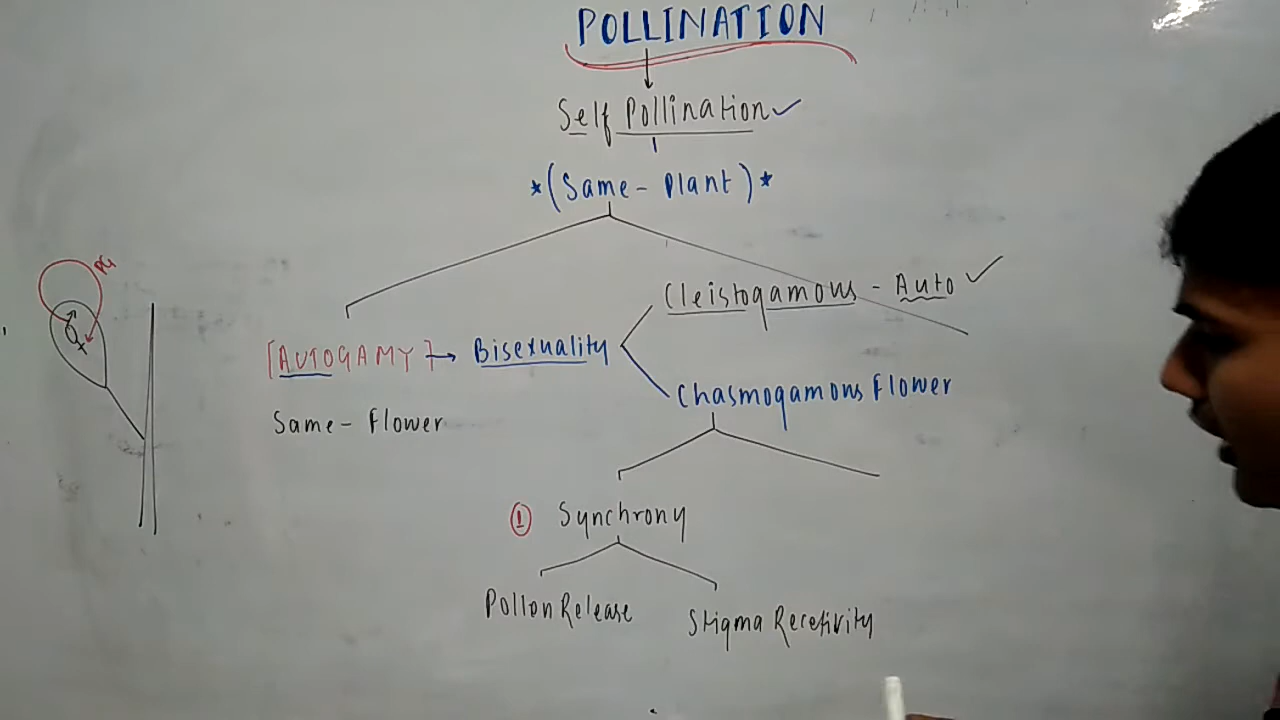 POLLINATION
Self Pollination
*(Same - Plant)*
PG
Cleistogamous - Auto
[AUTOGAMY] → Bisexuality
Chasmogamous Flower
Same - Flower
① Synchrony
Pollen Release
Stigma Recetivity